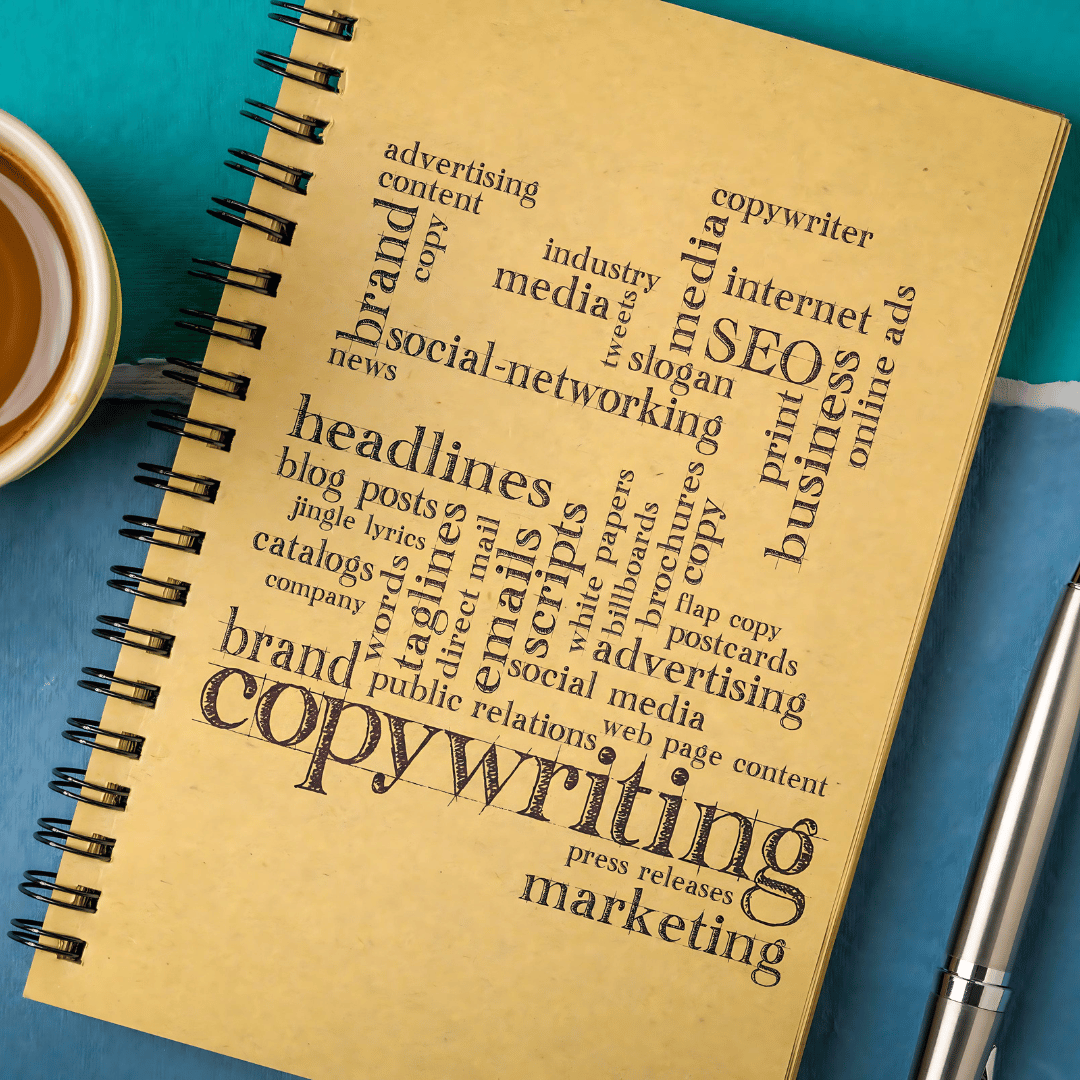 advertising
content
brand
copy
news
social-networking
industry
media
tweets
slogan
media
copywriter
internet
SEO
print
business
online ads
headlines
blog posts
jingle lyrics
catalogs
company
words
taglines
direct mail
emails
scripts
white papers
billboards
brochures
copy
flap copy
postcards
advertising
social media
brand
public relations
web page content
copywriting
press releases
marketing